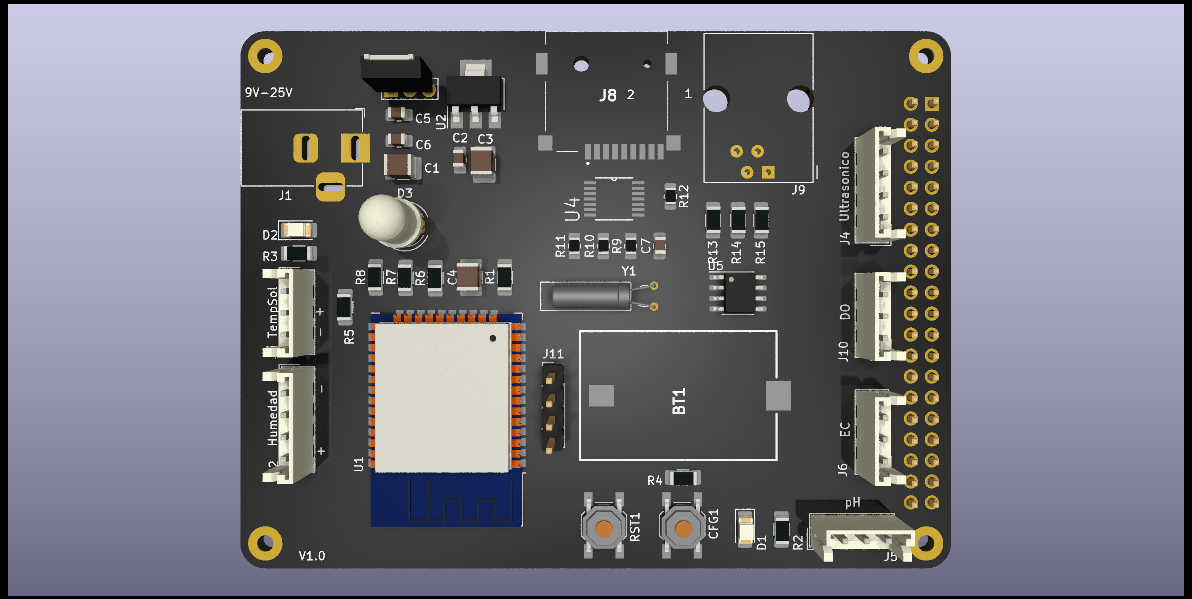 9V-25V
J1
C5
C6
C1
U2
C2
C3
D3
J8
2
1
J9
R12
U4
R11
R10
R9
C7
R13
R14
R15
Ultrasonico
J4
D2
R3
TempSol
+
-
R8
R7
R6
C4
R1
R5
Y1
DO
J10
J11
BT1
Humedad
-
+
U1
EC
J6
R4
RST1
CFG1
D1
R2
pH
J5
V1.0